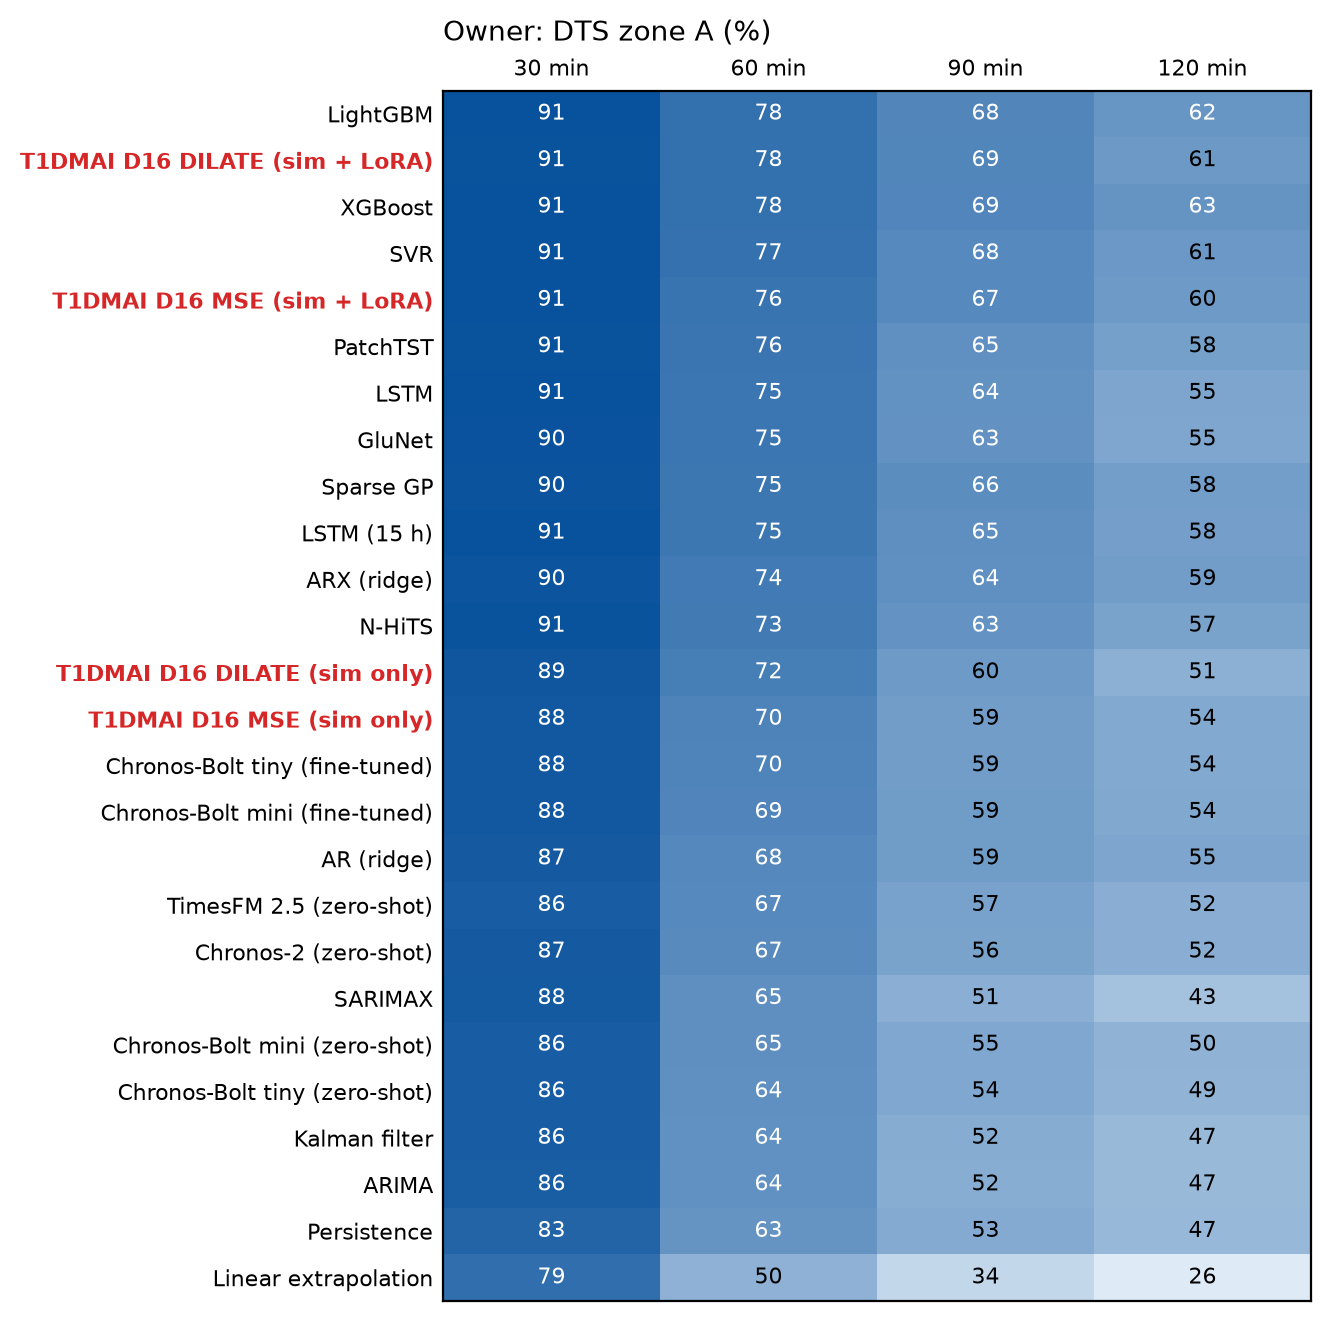 Owner: DTS zone A (%)
30 min 60 min 90 min 120 min
LightGBM 91 78 68 62
T1DMAI D16 DILATE (sim + LoRA) 91 78 69 61
XGBoost 91 78 69 63
SVR 91 77 68 61
T1DMAI D16 MSE (sim + LoRA) 91 76 67 60
PatchTST 91 76 65 58
LSTM 91 75 64 55
GluNet 90 75 63 55
Sparse GP 90 75 66 58
LSTM (15 h) 91 75 65 58
ARX (ridge) 90 74 64 59
N-HiTS 91 73 63 57
T1DMAI D16 DILATE (sim only) 89 72 60 51
T1DMAI D16 MSE (sim only) 88 70 59 54
Chronos-Bolt tiny (fine-tuned) 88 70 59 54
Chronos-Bolt mini (fine-tuned) 88 69 59 54
AR (ridge) 87 68 59 55
TimesFM 2.5 (zero-shot) 86 67 57 52
Chronos-2 (zero-shot) 87 67 56 52
SARIMAX 88 65 51 43
Chronos-Bolt mini (zero-shot) 86 65 55 50
Chronos-Bolt tiny (zero-shot) 86 64 54 49
Kalman filter 86 64 52 47
ARIMA 86 64 52 47
Persistence 83 63 53 47
Linear extrapolation 79 50 34 26